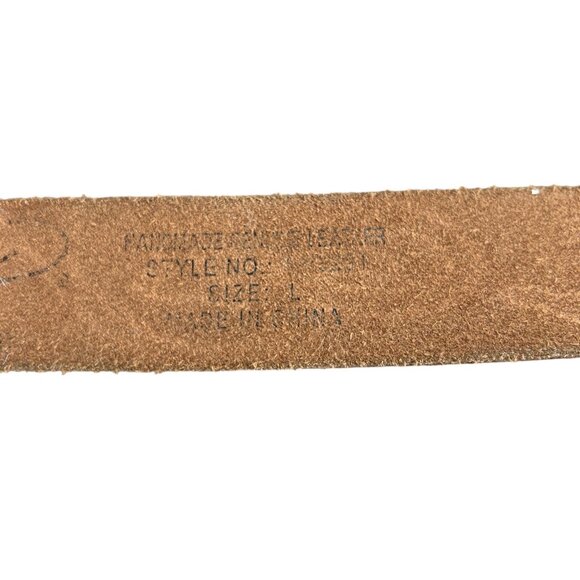 HANDMADE GENUINE LEATHER
STYLE NO.:
SIZE: L
MADE IN CHINA